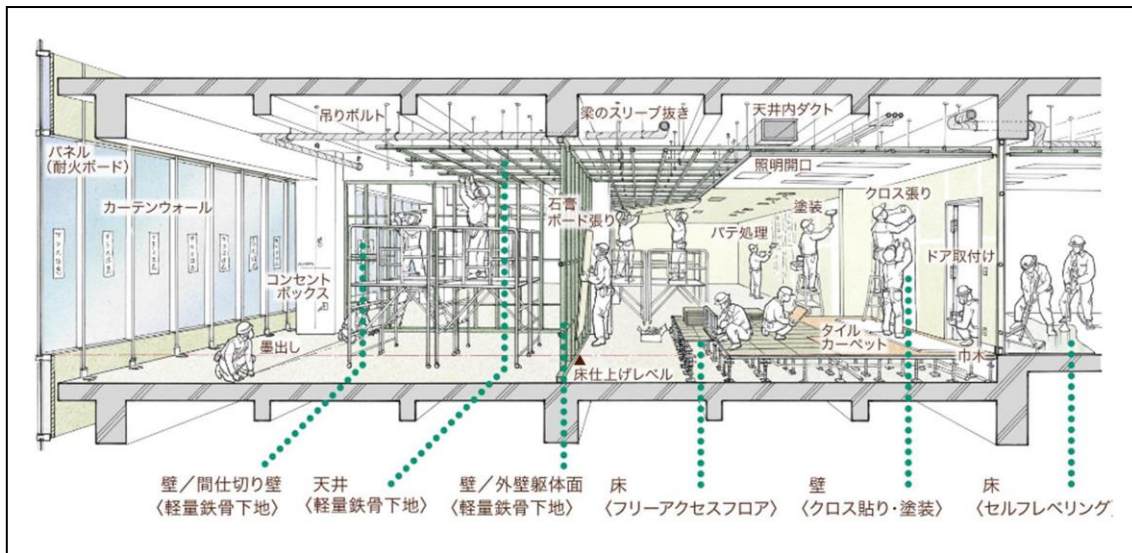 吊りボルト
梁のスリーブ抜き
天井内ダクト
パネル
（耐火ボード）
照明開口
カーテンウォール
石膏
ボード張り
塗装
クロス張り
パテ処理
ドア取付け
コンセント
ボックス
墨出し
タイル
カーペット
巾木
床仕上げレベル
壁／間仕切り壁
〈軽量鉄骨下地〉
天井
〈軽量鉄骨下地〉
壁／外壁躯体面
〈軽量鉄骨下地〉
床
〈フリーアクセスフロア〉
壁
〈クロス貼り・塗装〉
床
〈セルフレベリング〉